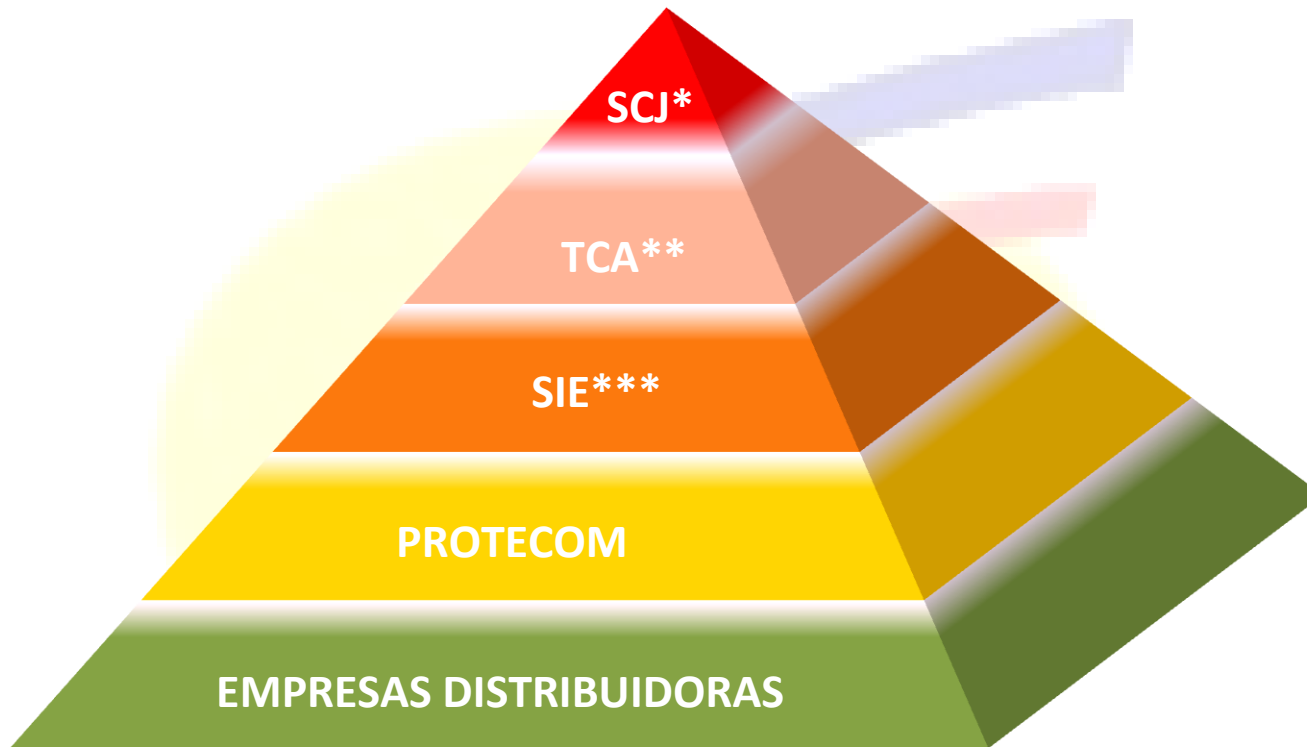 SCJ*
TCA**
SIE***
PROTECOM
EMPRESAS DISTRIBUIDORAS